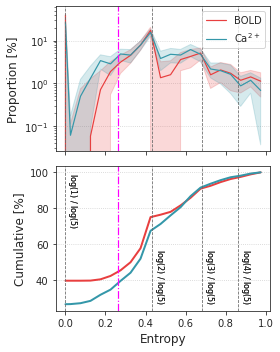 Proportion [%]
10¹
10⁰
10⁻¹
BOLD
Ca²⁺
Cumulative [%]
100
80
60
40
log(1) / log(5)
log(2) / log(5)
log(3) / log(5)
log(4) / log(5)
0.0 0.2 0.4 0.6 0.8 1.0
Entropy